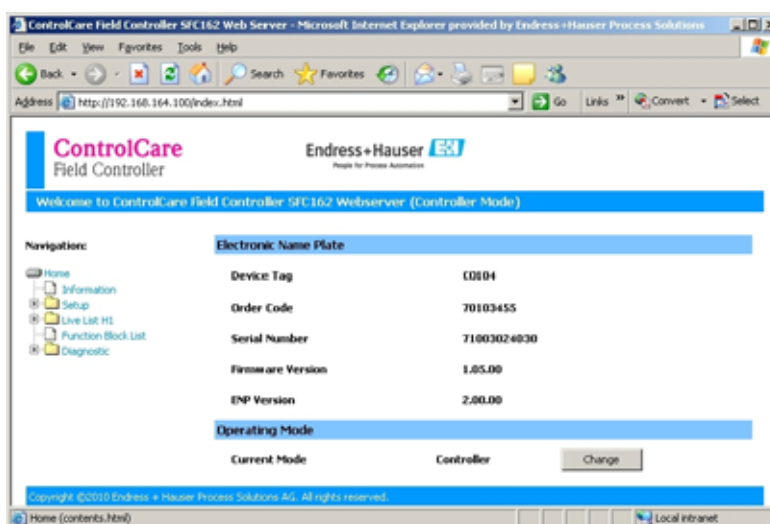 ControlCare Field Controller SFC162 Web Server - Microsoft Internet Explorer provided by Endress+Hauser Process Solutions
File Edit View Favorites Tools Help
Back Search Favorites
Address http://192.168.164.100/index.html Go Links » Convert Select
ControlCare
Field Controller
Endress+Hauser EH
People for Process Automation
Welcome to ControlCare Field Controller SFC162 Webserver (Controller Mode)
Navigation:
Home
Information
Setup
Live List H1
Function Block List
Diagnostic
Electronic Name Plate
Device Tag CO104
Order Code 70103455
Serial Number 71003024030
Firmware Version 1.05.00
ENP Version 2.00.00
Operating Mode
Current Mode Controller Change
Copyright ©2010 Endress + Hauser Process Solutions AG. All rights reserved.
Home (contents.html) Local intranet